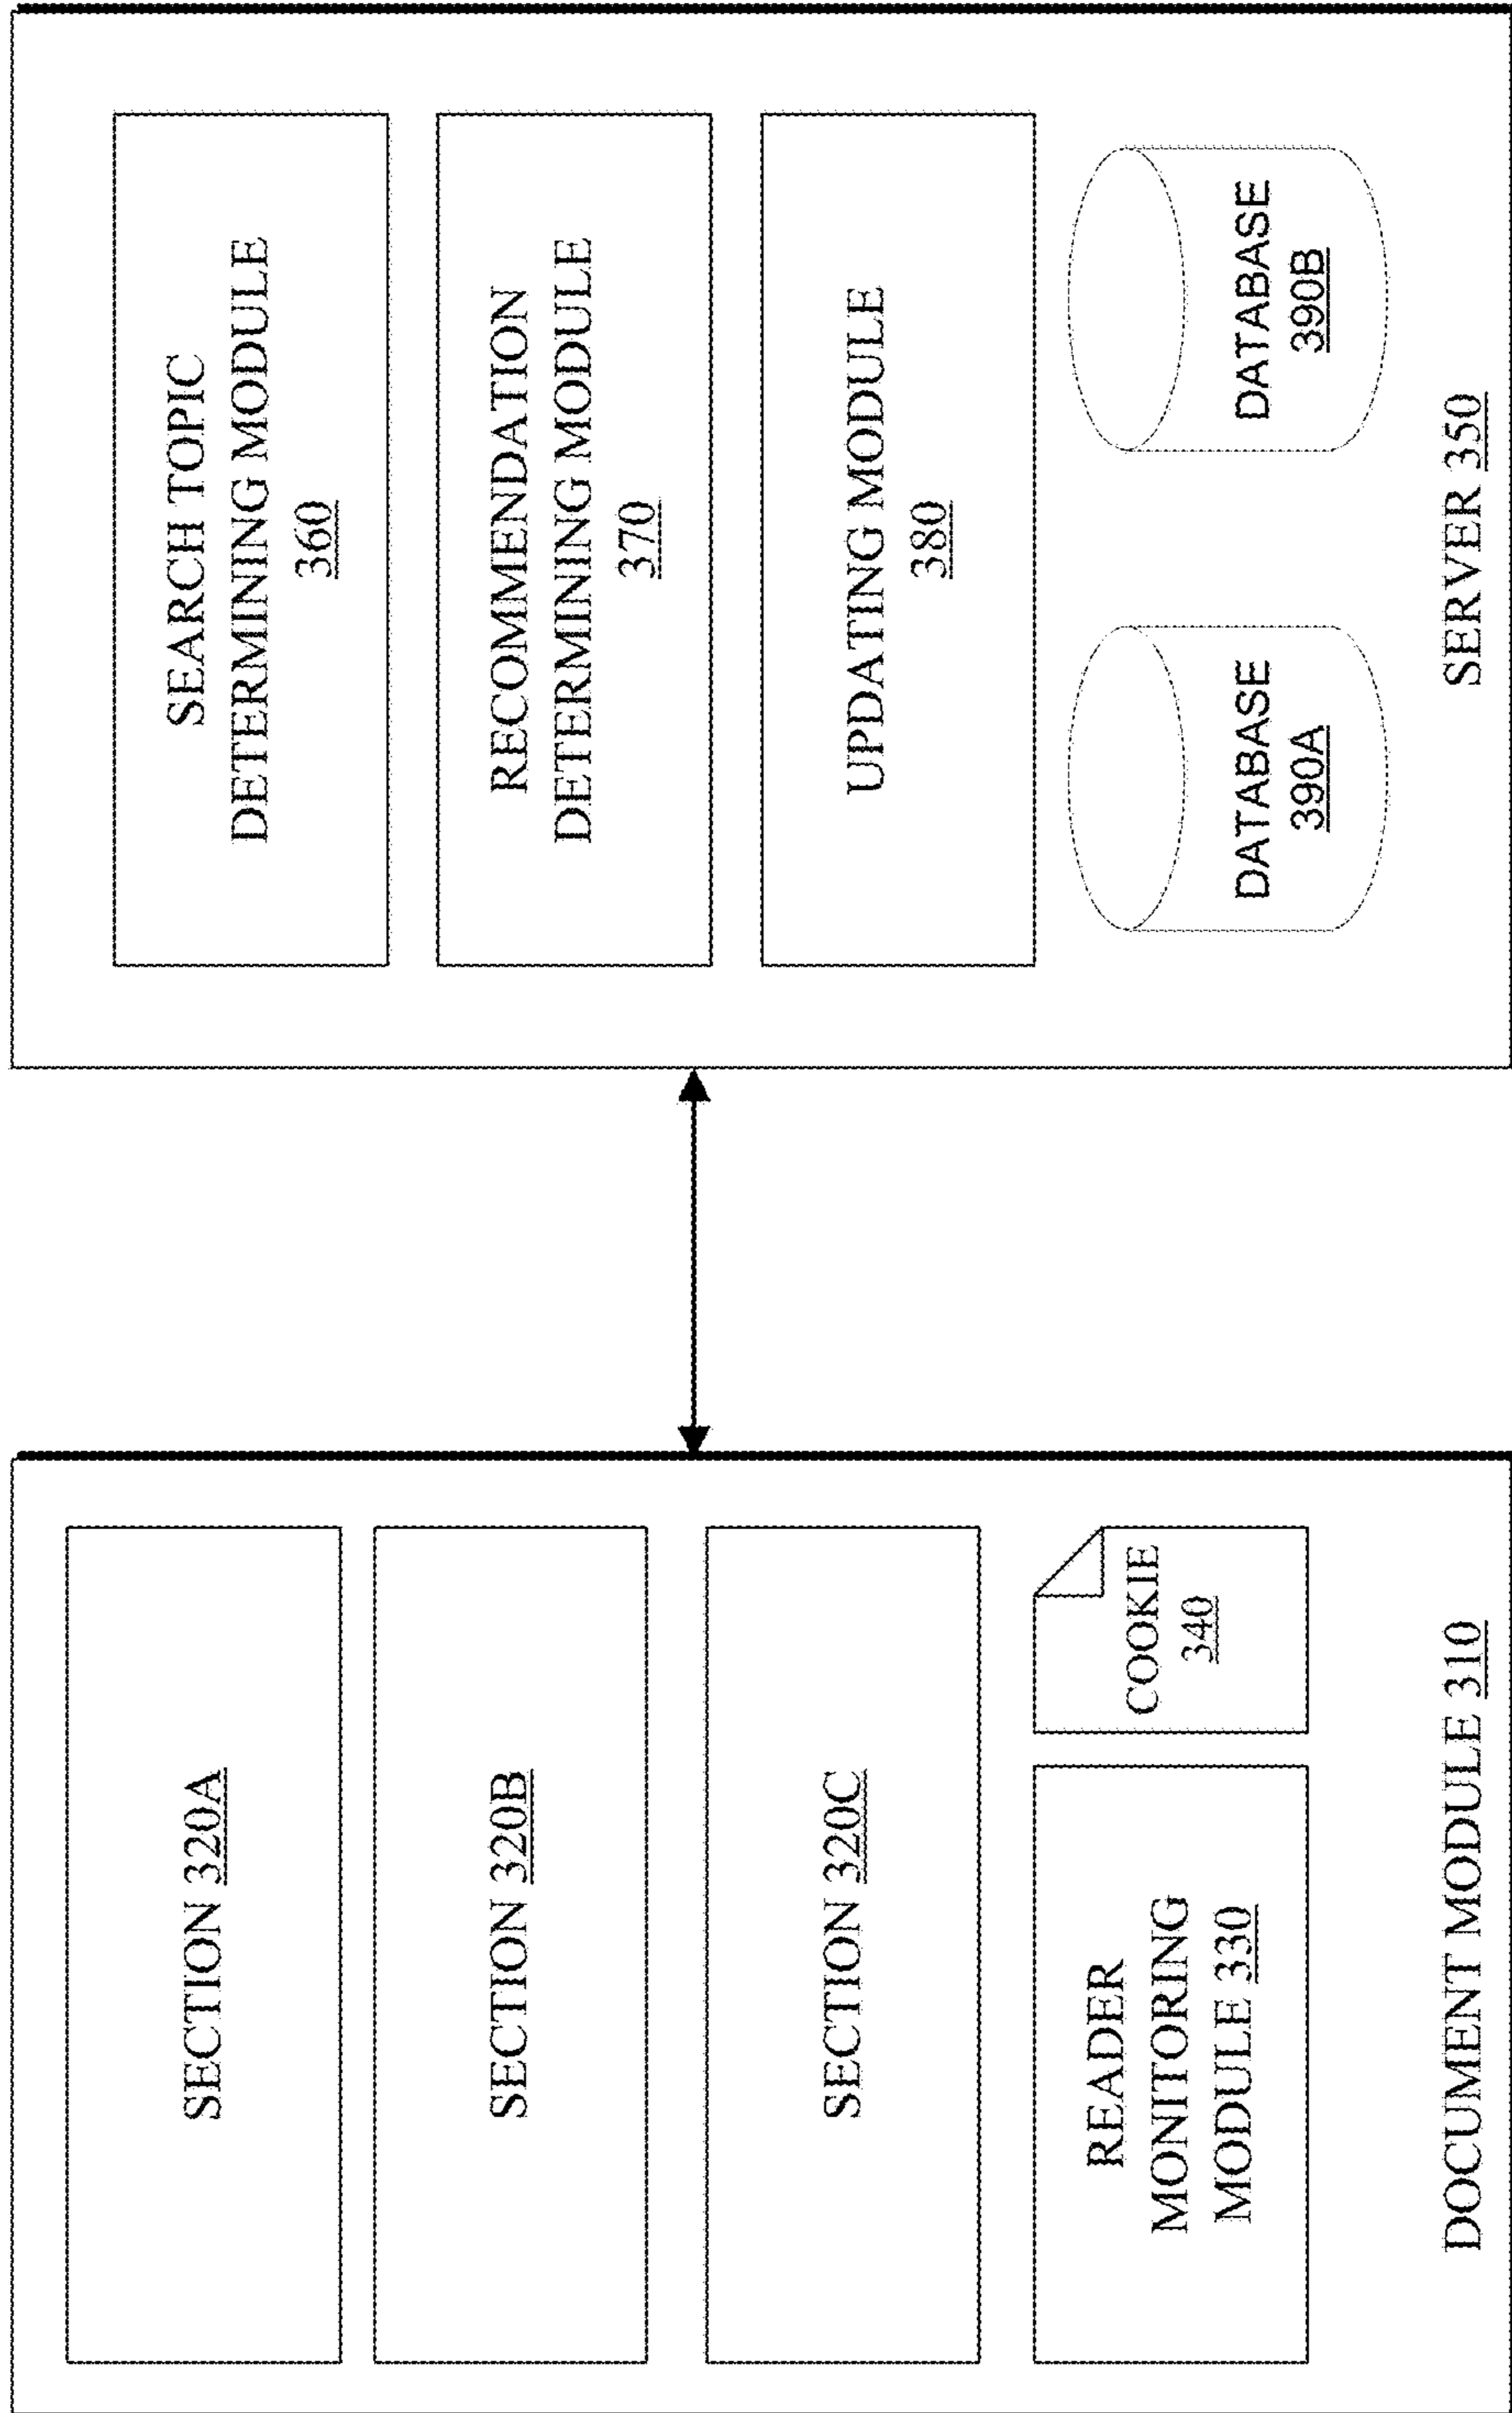 SECTION 320A
SECTION 320B
SECTION 320C
READER
MONITORING
MODULE 330
COOKIE
340
DOCUMENT MODULE 310
SEARCH TOPIC
DETERMINING MODULE
360
RECOMMENDATION
DETERMINING MODULE
370
UPDATING MODULE
380
DATABASE
390A
DATABASE
390B
SERVER 350